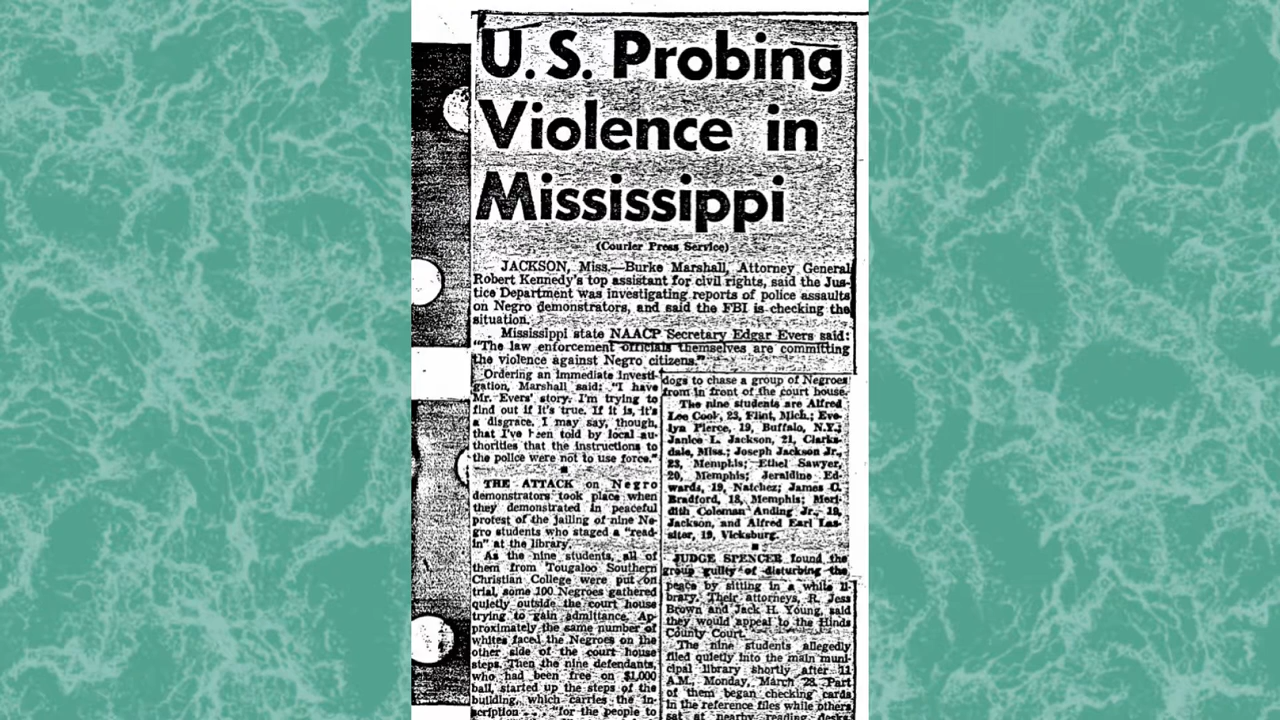 U. S. Probing
Violence in
Mississippi
(Courier Press Service)
JACKSON, Miss.—Burke Marshall, Attorney General
Robert Kennedy's top assistant for civil rights, said the Jus-
tice Department was investigating reports of police assaults
on Negro demonstrators, and said the FBI is checking the
situation.
Mississippi state NAACP Secretary Edgar Evers said:
"The law enforcement officials themselves are committing
the violence against Negro citizens."
Ordering an immediate investi-
gation, Marshall said: "I have
Mr. Evers' story. I'm trying to
find out if it's true. If it is, it's
a disgrace. I may say, though,
that I've been told by local au-
thorities that the instructions to
the police were not to use force."
THE ATTACK on Negro
demonstrators took place when
they demonstrated in peaceful
protest of the jailing of nine Ne-
gro students who staged a "read-
in" at the library.
As the nine students, all of
them from Tougaloo Southern
Christian College were put on
trial, some 100 Negroes gathered
quietly outside the court house
trying to gain admittance. Ap-
proximately the same number of
whites faced the Negroes on the
other side of the court house
steps. Then the nine defendants,
who had been free on $1,000
bail, started up the steps of the
building, which carries the in-
scription . . . "for the people to
dogs to chase a group of Negroes
from in front of the court house.
The nine students are Alfred
Lee Cook, 23, Flint, Mich.; Eve-
lyn Pierce, 19, Buffalo, N.Y.;
Janice L. Jackson, 21, Clarks-
dale, Miss.; Joseph Jackson Jr.,
23, Memphis; Ethel Sawyer,
20, Memphis; Jeraldine Ed-
wards, 19, Natchez; James O.
Bradford, 18, Memphis; Meri-
dith Coleman Anding Jr., 19,
Jackson, and Alfred Earl Las-
siter, 19, Vicksburg.
JUDGE SPENCER found the
group guilty of disturbing the
peace by sitting in a while li-
brary. Their attorneys, R. Jess
Brown and Jack H. Young, said
they would appeal to the Hinds
County Court.
The nine students allegedly
filed quietly into the main muni-
cipal library shortly after 11
A.M., Monday, March 28. Part
of them began checking cards
in the reference files while others
sat at nearby reading desks